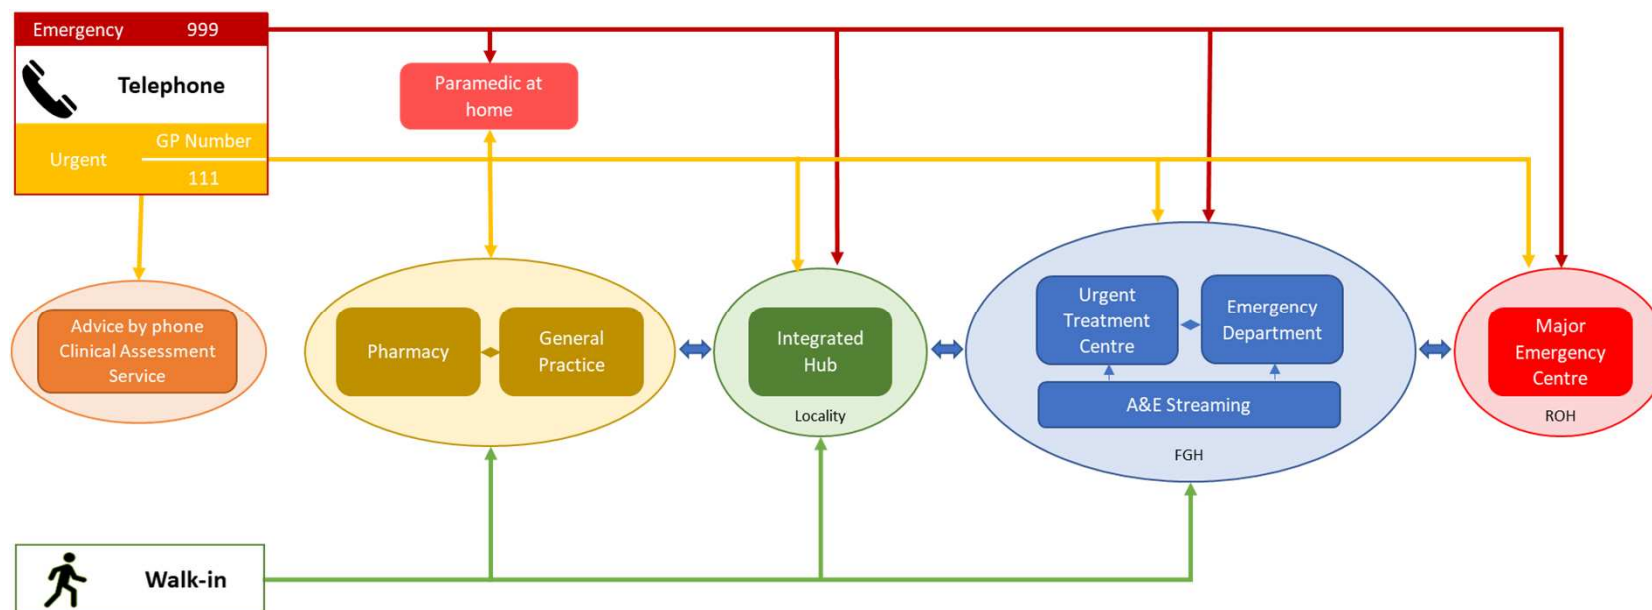 Emergency 999
Telephone
Urgent
GP Number
111
Paramedic at
home
Advice by phone
Clinical Assessment
Service
Pharmacy
General
Practice
Integrated
Hub
Locality
Urgent
Treatment
Centre
Emergency
Department
A&E Streaming
FGH
Major
Emergency
Centre
ROH
Walk-in